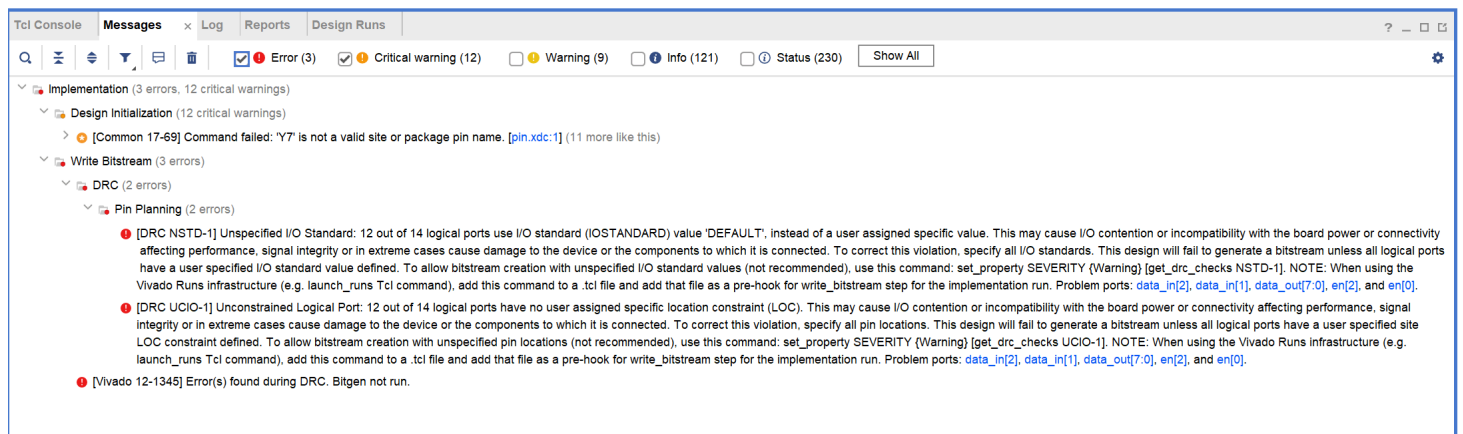 Tcl Console Messages × Log Reports Design Runs ? _
Error (3) Critical warning (12) Warning (9) Info (121) Status (230) Show All
Implementation (3 errors, 12 critical warnings)
Design Initialization (12 critical warnings)
[Common 17-69] Command failed: 'Y7' is not a valid site or package pin name. [pin.xdc:1] (11 more like this)
Write Bitstream (3 errors)
DRC (2 errors)
Pin Planning (2 errors)
[DRC NSTD-1] Unspecified I/O Standard: 12 out of 14 logical ports use I/O standard (IOSTANDARD) value 'DEFAULT', instead of a user assigned specific value. This may cause I/O contention or incompatibility with the board power or connectivity
affecting performance, signal integrity or in extreme cases cause damage to the device or the components to which it is connected. To correct this violation, specify all I/O standards. This design will fail to generate a bitstream unless all logical ports
have a user specified I/O standard value defined. To allow bitstream creation with unspecified I/O standard values (not recommended), use this command: set_property SEVERITY {Warning} [get_drc_checks NSTD-1]. NOTE: When using the
Vivado Runs infrastructure (e.g. launch_runs Tcl command), add this command to a .tcl file and add that file as a pre-hook for write_bitstream step for the implementation run. Problem ports: data_in[2], data_in[1], data_out[7:0], en[2], and en[0].
[DRC UCIO-1] Unconstrained Logical Port: 12 out of 14 logical ports have no user assigned specific location constraint (LOC). This may cause I/O contention or incompatibility with the board power or connectivity affecting performance, signal
integrity or in extreme cases cause damage to the device or the components to which it is connected. To correct this violation, specify all pin locations. This design will fail to generate a bitstream unless all logical ports have a user specified site
LOC constraint defined. To allow bitstream creation with unspecified pin locations (not recommended), use this command: set_property SEVERITY {Warning} [get_drc_checks UCIO-1]. NOTE: When using the Vivado Runs infrastructure (e.g.
launch_runs Tcl command), add this command to a .tcl file and add that file as a pre-hook for write_bitstream step for the implementation run. Problem ports: data_in[2], data_in[1], data_out[7:0], en[2], and en[0].
[Vivado 12-1345] Error(s) found during DRC. Bitgen not run.